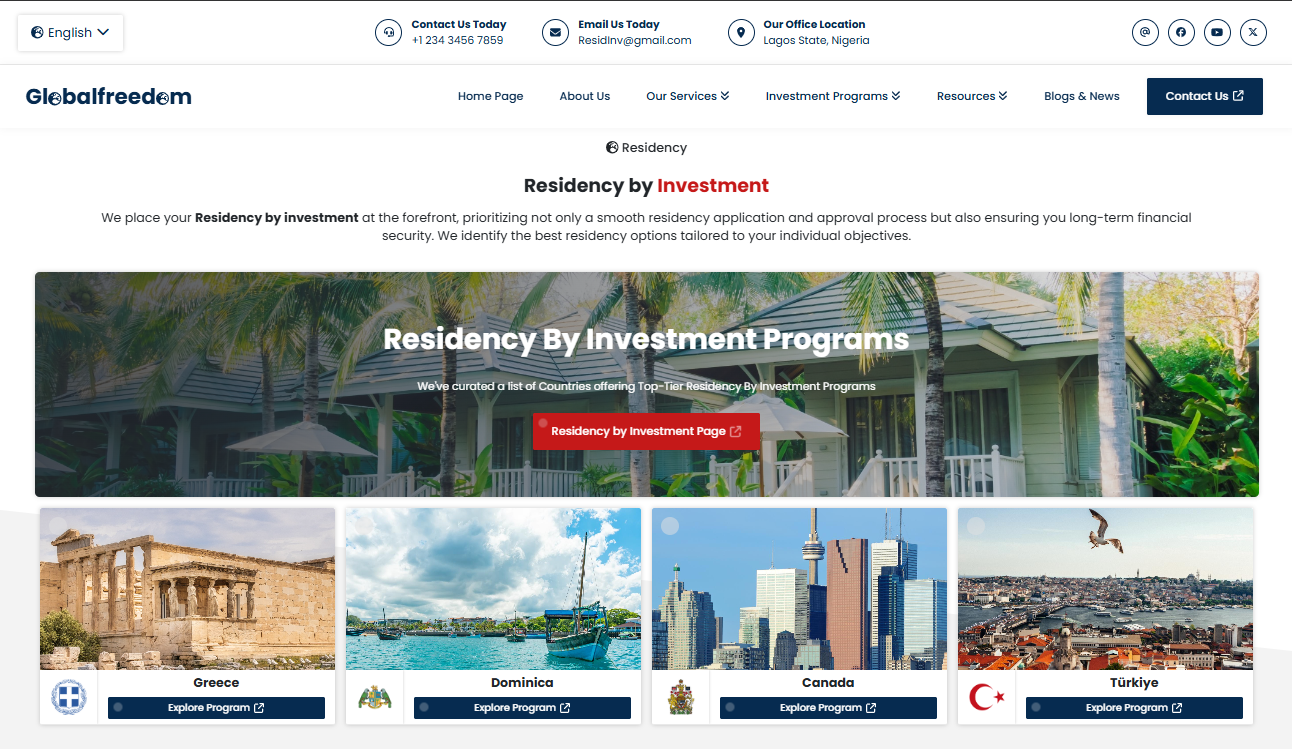 English
Contact Us Today
+1 234 3456 7859
Email Us Today
ResidInv@gmail.com
Our Office Location
Lagos State, Nigeria
Globalfreedom
Home Page
About Us
Our Services
Investment Programs
Resources
Blogs & News
Contact Us
Residency
Residency by Investment
We place your Residency by investment at the forefront, prioritizing not only a smooth residency application and approval process but also ensuring you long-term financial
security. We identify the best residency options tailored to your individual objectives.
Residency By Investment Programs
We've curated a list of Countries offering Top-Tier Residency By Investment Programs
Residency by Investment Page
Greece
Explore Program
Dominica
Explore Program
Canada
Explore Program
Türkiye
Explore Program